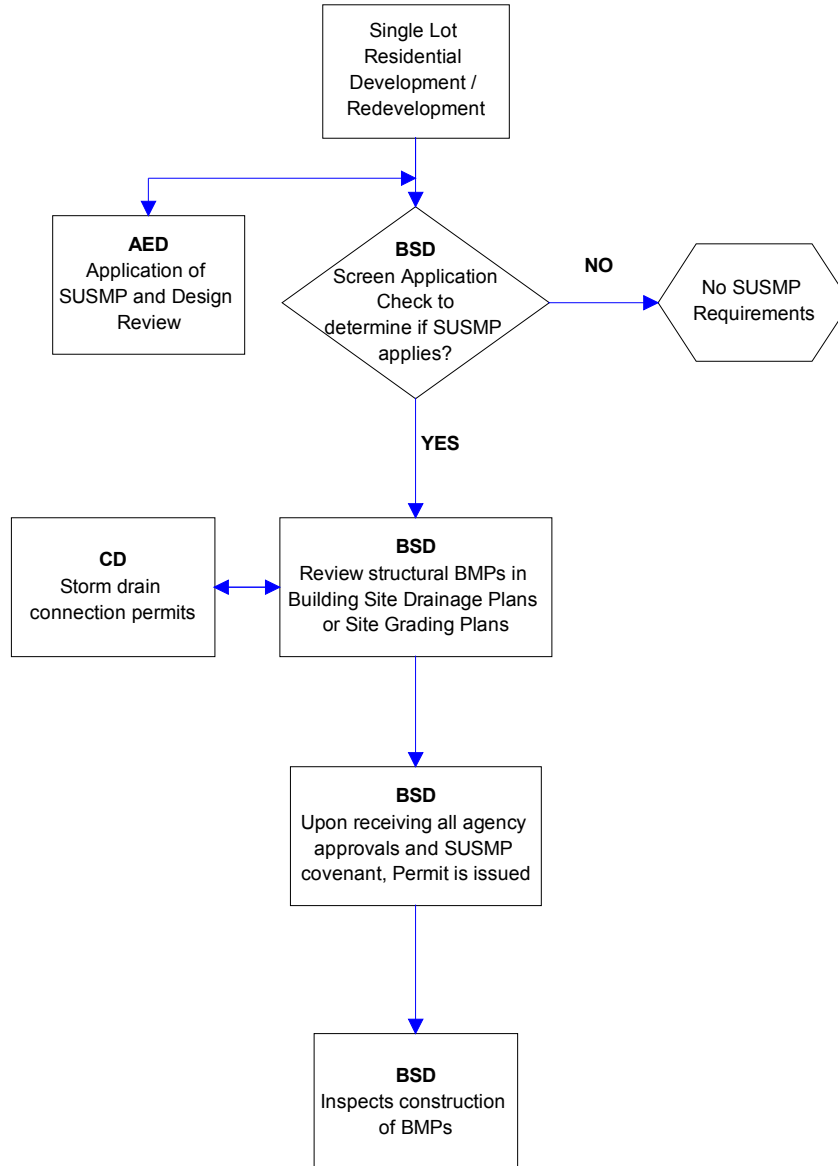 Single Lot
Residential
Development /
Redevelopment
AED
Application of
SUSMP and Design
Review
BSD
Screen Application
Check to
determine if SUSMP
applies?
NO
No SUSMP
Requirements
YES
CD
Storm drain
connection permits
BSD
Review structural BMPs in
Building Site Drainage Plans
or Site Grading Plans
BSD
Upon receiving all agency
approvals and SUSMP
covenant, Permit is issued
BSD
Inspects construction
of BMPs